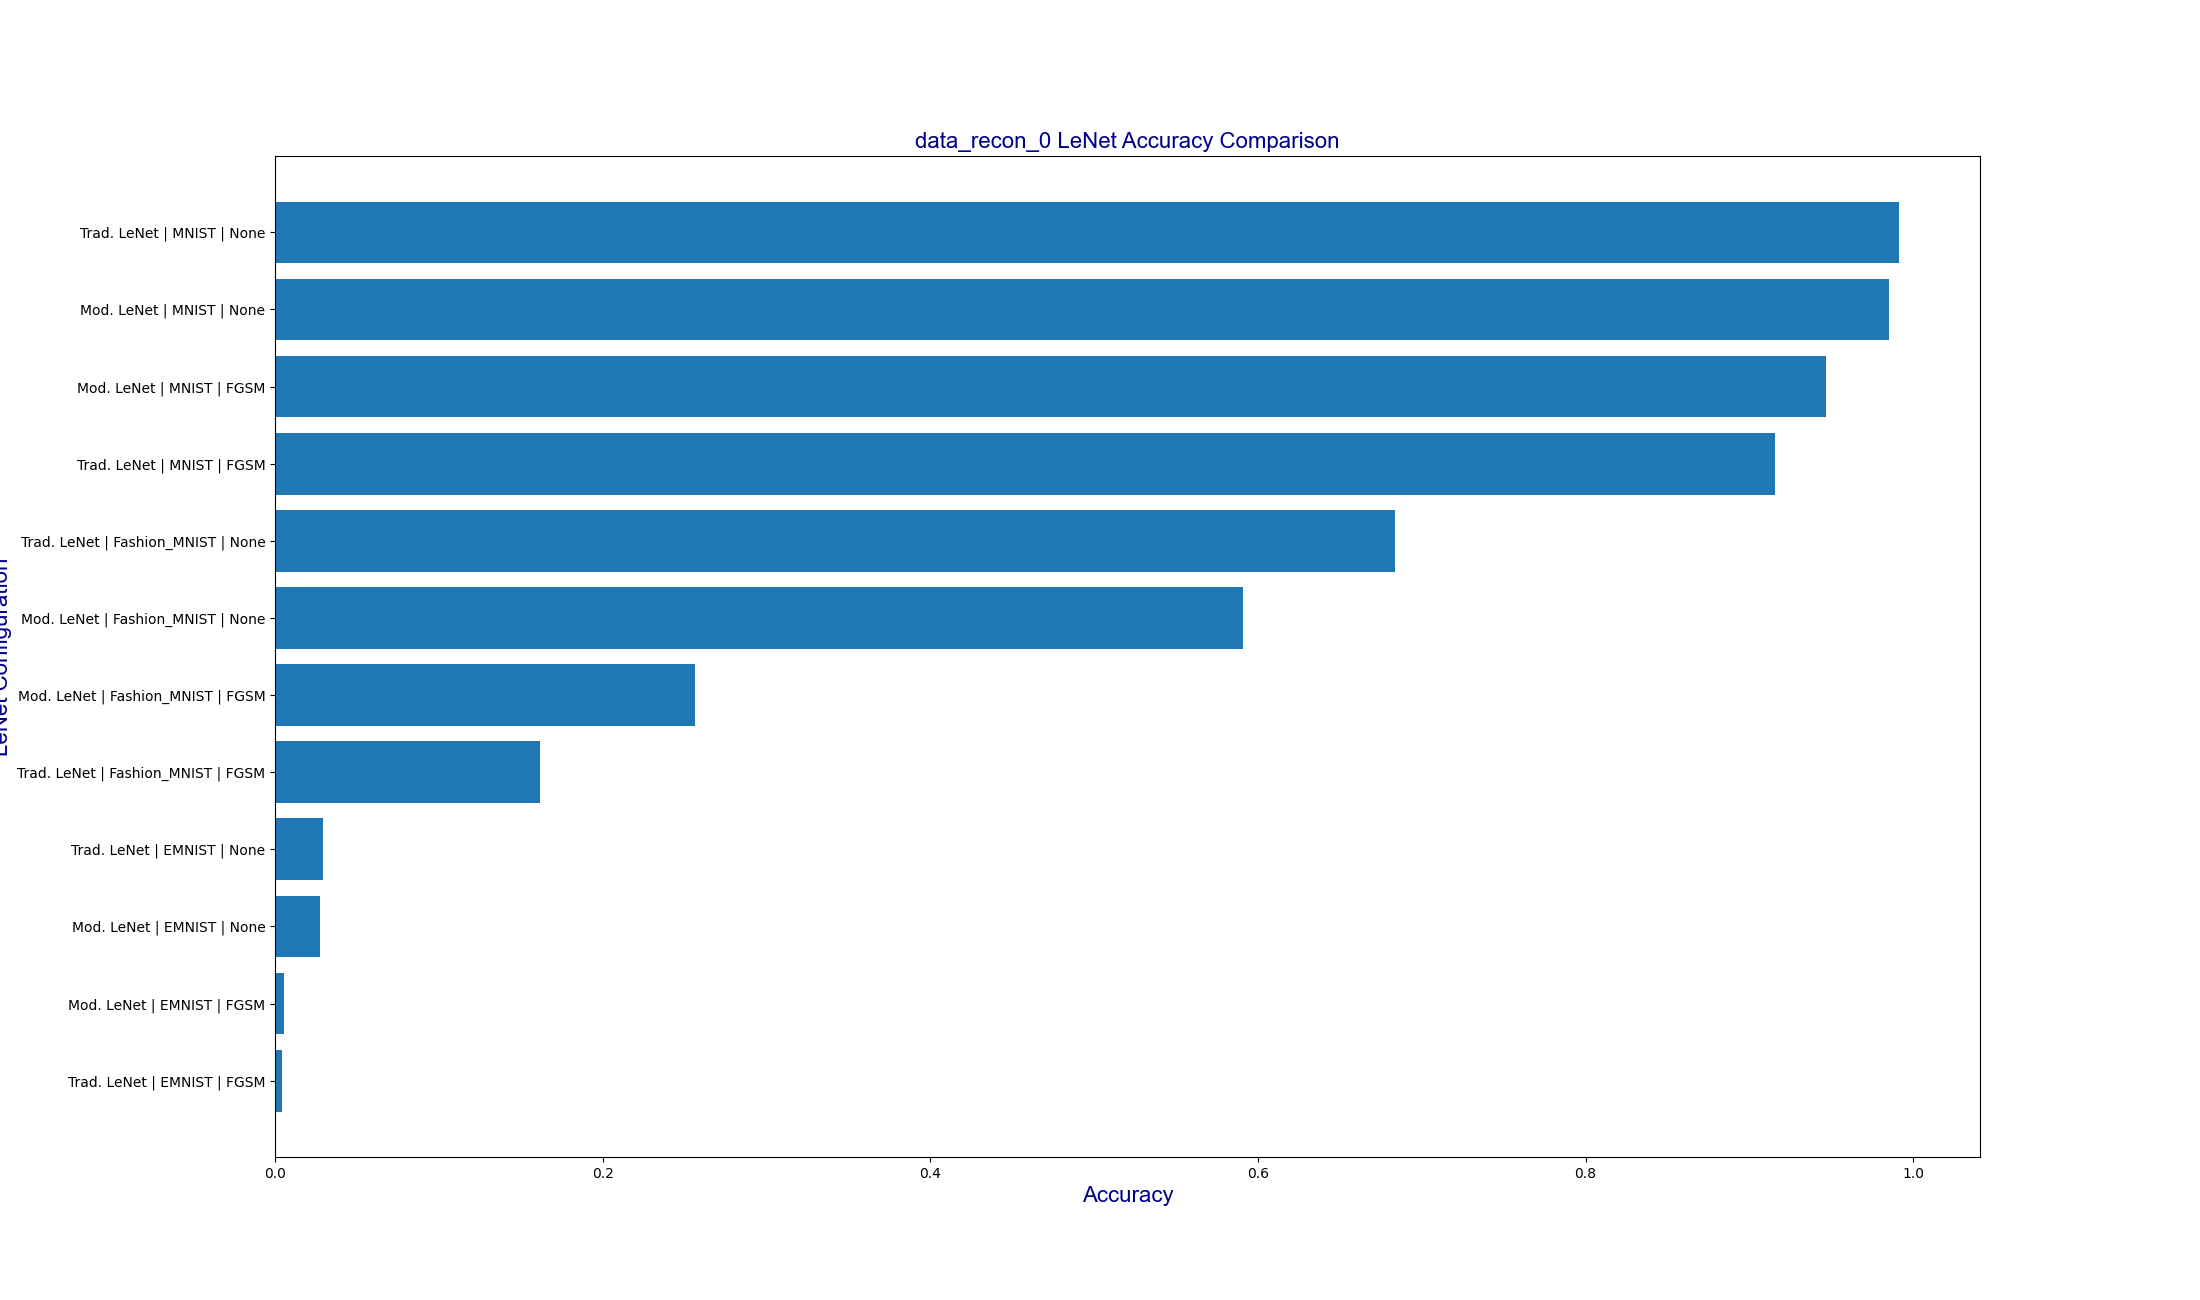 data_recon_0 LeNet Accuracy Comparison
Trad. LeNet | MNIST | None
Mod. LeNet | MNIST | None
Mod. LeNet | MNIST | FGSM
Trad. LeNet | MNIST | FGSM
Trad. LeNet | Fashion_MNIST | None
Mod. LeNet | Fashion_MNIST | None
Mod. LeNet | Fashion_MNIST | FGSM
Trad. LeNet | Fashion_MNIST | FGSM
Trad. LeNet | EMNIST | None
Mod. LeNet | EMNIST | None
Mod. LeNet | EMNIST | FGSM
Trad. LeNet | EMNIST | FGSM
LeNet Configuration
0.0 0.2 0.4 0.6 0.8 1.0
Accuracy